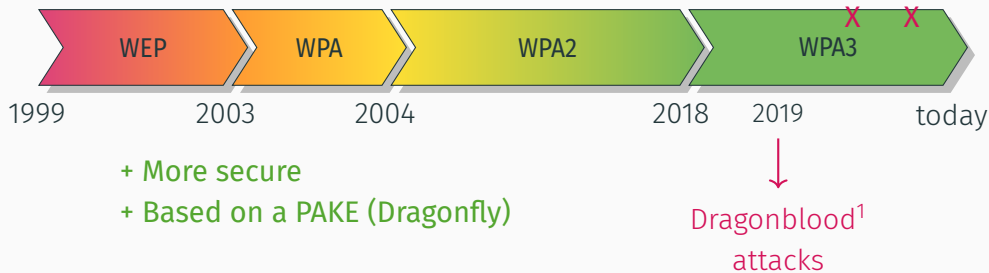 X X
WEP WPA WPA2 WPA3
1999 2003 2004 2018 2019 today
+ More secure
+ Based on a PAKE (Dragonfly)
Dragonblood¹
attacks